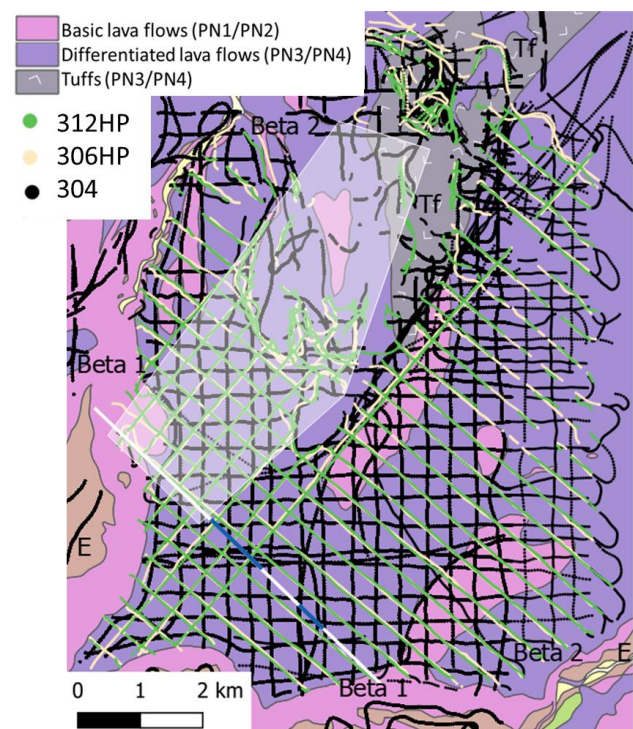 Basic lava flows (PN1/PN2)
Differentiated lava flows (PN3/PN4)
Tuffs (PN3/PN4)
312HP
306HP
304
Tf
Beta 2
Tf
Beta 1
E
Beta 2
E
Beta 1
0 1 2 km